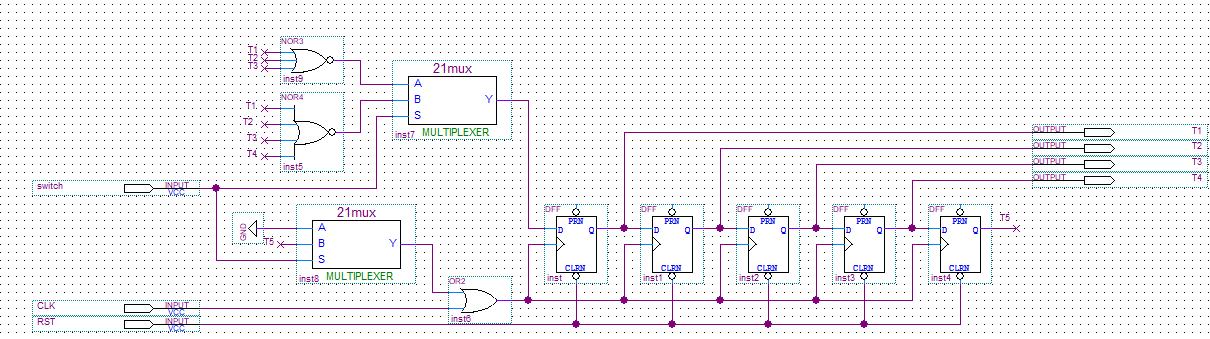 NOR3
T1
T2
T3
inst9
NOR4
T1
T2
T3
T4
inst5
21mux
A
B
S
Y
inst7 MULTIPLEXER
switch INPUT
VCC
OUTPUT T1
OUTPUT T2
OUTPUT T3
OUTPUT T4
21mux
GND
T5
A
B
S
Y
inst8 MULTIPLEXER
OR2
inst6
CLK INPUT
VCC
RST INPUT
VCC
DFF
PRN
D Q
CLRN
inst
DFF
PRN
D Q
CLRN
inst1
DFF
PRN
D Q
CLRN
inst2
DFF
PRN
D Q
CLRN
inst3
DFF
PRN
D Q
CLRN
inst4
T5